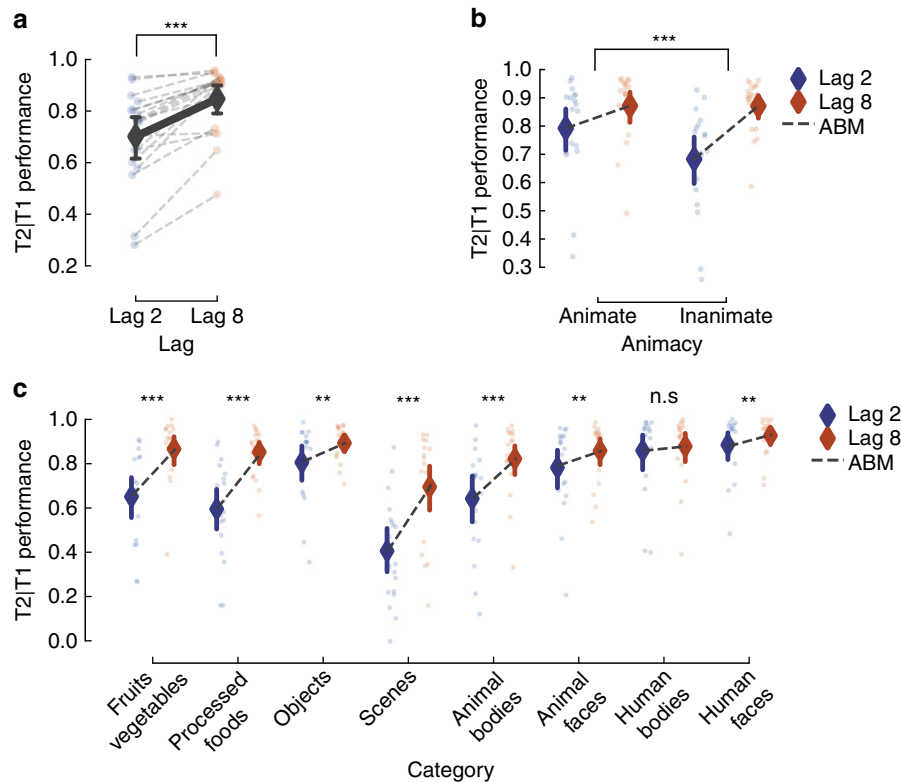 a
***
T2|T1 performance
1.0
0.8
0.6
0.4
0.2
Lag 2
Lag 8
Lag
b
***
T2|T1 performance
1.0
0.9
0.8
0.7
0.6
0.5
0.4
0.3
Animate
Inanimate
Animacy
Lag 2
Lag 8
ABM
c
***
***
**
***
***
**
n.s
**
T2|T1 performance
1.0
0.8
0.6
0.4
0.2
0.0
Fruits
vegetables
Processed
foods
Objects
Scenes
Animal
bodies
Animal
faces
Human
bodies
Human
faces
Category
Lag 2
Lag 8
ABM